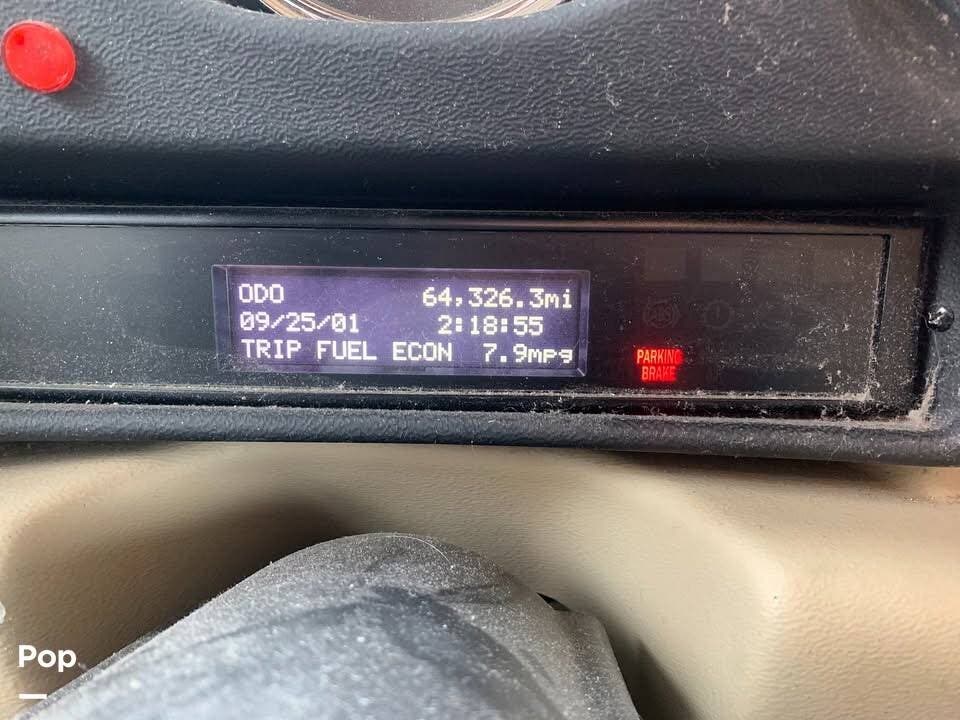 ODO 64,326.3mi
09/25/01 2:18:55
TRIP FUEL ECON 7.9mpg
PARKING
BRAKE
Pop